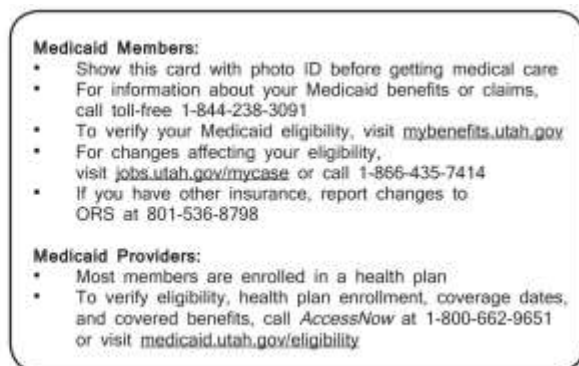 Medicaid Members:
• Show this card with photo ID before getting medical care
• For information about your Medicaid benefits or claims,
call toll-free 1-844-238-3091
• To verify your Medicaid eligibility, visit mybenefits.utah.gov
• For changes affecting your eligibility,
visit jobs.utah.gov/mycase or call 1-866-435-7414
• If you have other insurance, report changes to
ORS at 801-536-8798
Medicaid Providers:
• Most members are enrolled in a health plan
• To verify eligibility, health plan enrollment, coverage dates,
and covered benefits, call AccessNow at 1-800-662-9651
or visit medicaid.utah.gov/eligibility